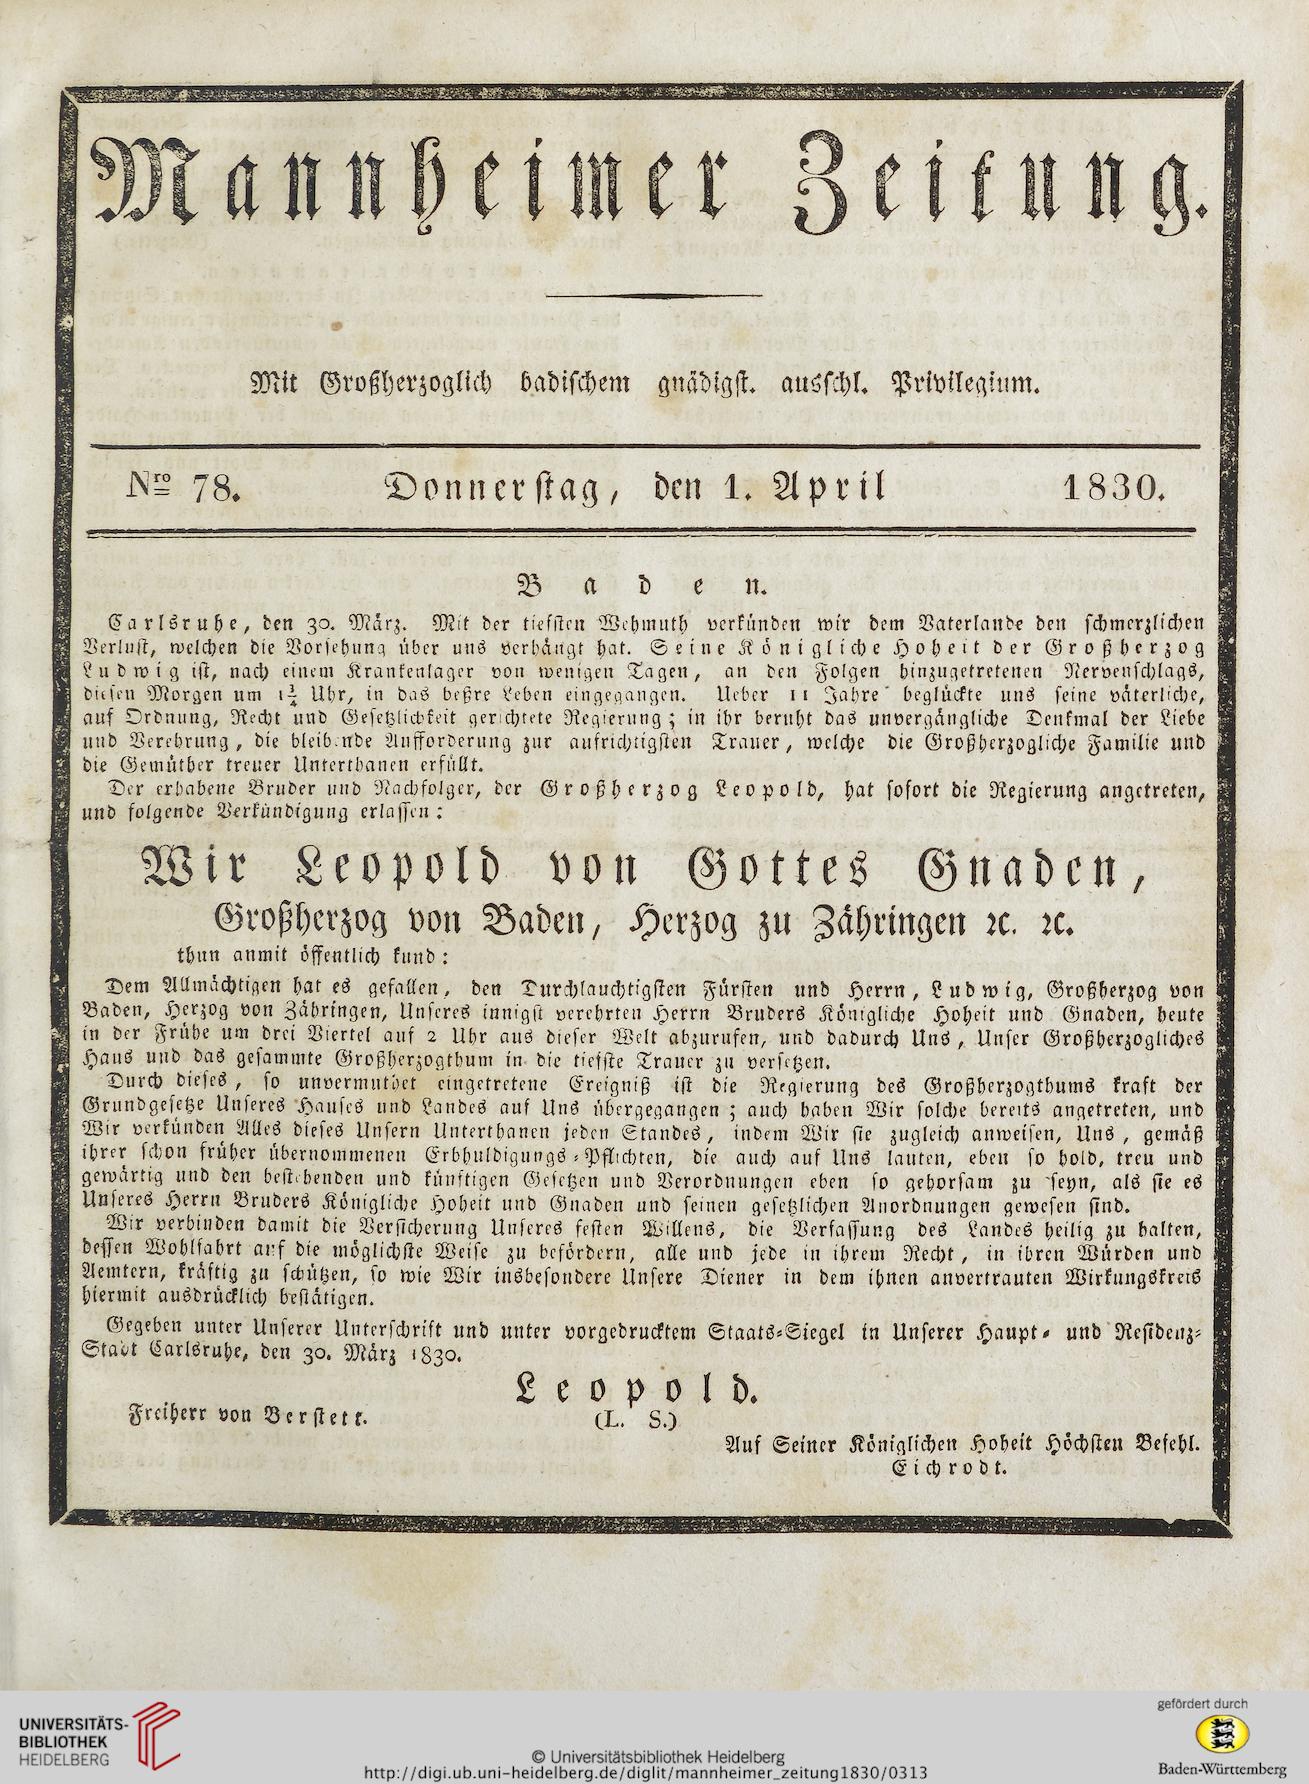 Mannheimer Zeitung.
Mit Großherzoglich badischem gnädigst. ausschl. Privilegium.
Nro 78. Donnerstag, den 1. April 1830.
Baden.
Carlsruhe, den 30. März. Mit der tiefsten Wehmuth verkünden wir dem Vaterlande den schmerzlichen
Verlust, welchen die Vorsehung über uns verhängt hat. Seine Königliche Hoheit der Großherzog
Ludwig ist, nach einem Krankenlager von wenigen Tagen, an den Folgen hinzugetretenen Nervenschlags,
diesen Morgen um 1¾ Uhr, in das beßre Leben eingegangen. Ueber 11 Jahre beglückte uns seine väterliche,
auf Ordnung, Recht und Gesetzlichkeit gerichtete Regierung; in ihr beruht das unvergängliche Denkmal der Liebe
und Verehrung, die bleibende Aufforderung zur aufrichtigsten Trauer, welche die Großherzogliche Familie und
die Gemüther treuer Unterthanen erfüllt.
Der erhabene Bruder und Nachfolger, der Großherzog Leopold, hat sofort die Regierung angetreten,
und folgende Verkündigung erlassen:
Wir Leopold von Gottes Gnaden,
Großherzog von Baden, Herzog zu Zähringen ꝛc. ꝛc.
thun anmit öffentlich kund:
Dem Allmächtigen hat es gefallen, den Durchlauchtigsten Fürsten und Herrn, Ludwig, Großherzog von
Baden, Herzog von Zähringen, Unseres innigst verehrten Herrn Bruders Königliche Hoheit und Gnaden, heute
in der Frühe um drei Viertel auf 2 Uhr aus dieser Welt abzurufen, und dadurch Uns, Unser Großherzogliches
Haus und das gesammte Großherzogthum in die tiefste Trauer zu versetzen.
Durch dieses, so unvermuthet eingetretene Ereigniß ist die Regierung des Großherzogthums kraft der
Grundgesetze Unseres Hauses und Landes auf Uns übergegangen; auch haben Wir solche bereits angetreten, und
Wir verkünden Alles dieses Unsern Unterthanen jeden Standes, indem Wir sie zugleich anweisen, Uns, gemäß
ihrer schon früher übernommenen Erbhuldigungs-Pflichten, die auch auf Uns lauten, eben so hold, treu und
gewärtig und den bestehenden und künftigen Gesetzen und Verordnungen eben so gehorsam zu seyn, als sie es
Unseres Herrn Bruders Königliche Hoheit und Gnaden und seinen gesetzlichen Anordnungen gewesen sind.
Wir verbinden damit die Versicherung Unseres festen Willens, die Verfassung des Landes heilig zu halten,
dessen Wohlfahrt auf die möglichste Weise zu befördern, alle und jede in ihrem Recht, in ihren Würden und
Aemtern, kräftig zu schützen, so wie Wir insbesondere Unsere Diener in dem ihnen anvertrauten Wirkungskreis
hiermit ausdrücklich bestätigen.
Gegeben unter Unserer Unterschrift und unter vorgedrucktem Staats-Siegel in Unserer Haupt- und Residenz-
Stadt Carlsruhe, den 30. März 1830.
Leopold.
Freiherr von Berstett.
(L. S.)
Auf Seiner Königlichen Hoheit Höchsten Befehl.
Eichrodt.
UNIVERSITÄTS-
BIBLIOTHEK
HEIDELBERG
© Universitätsbibliothek Heidelberg
http://digi.ub.uni-heidelberg.de/diglit/mannheimer_zeitung1830/0313
gefördert durch
Baden-Württemberg